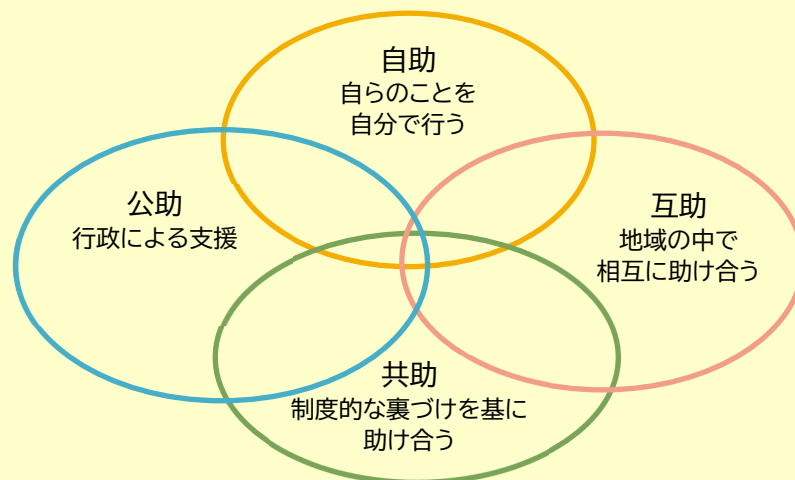 自助
自らのことを
自分で行う
公助
行政による支援
互助
地域の中で
相互に助け合う
共助
制度的な裏づけを基に
助け合う